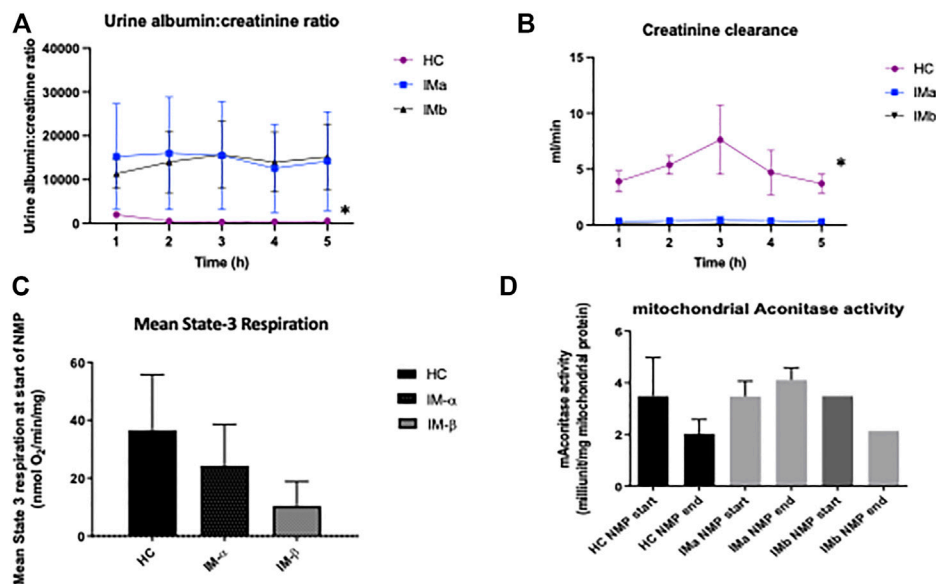 A
Urine albumin:creatinine ratio
Urine albumin:creatinne ratio
40000
30000
20000
10000
0
1 2 3 4 5
Time (h)
HC
IMa
IMb
*
B
Creatinine clearance
ml/min
15
10
5
0
1 2 3 4 5
Time (h)
HC
IMa
IMb
*
C
Mean State-3 Respiration
Mean State 3 respiration at start of NMP
(nmol O₂/min/mg)
60
40
20
0
HC IM-α IM-β
HC
IM-α
IM-β
D
mitochondrial Aconitase activity
mAconitase activity
(milliunit/mg mitochondrial protein)
6
4
2
0
HC NMP start
HC NMP end
IMa NMP start
IMa NMP end
IMb NMP start
IMb NMP end